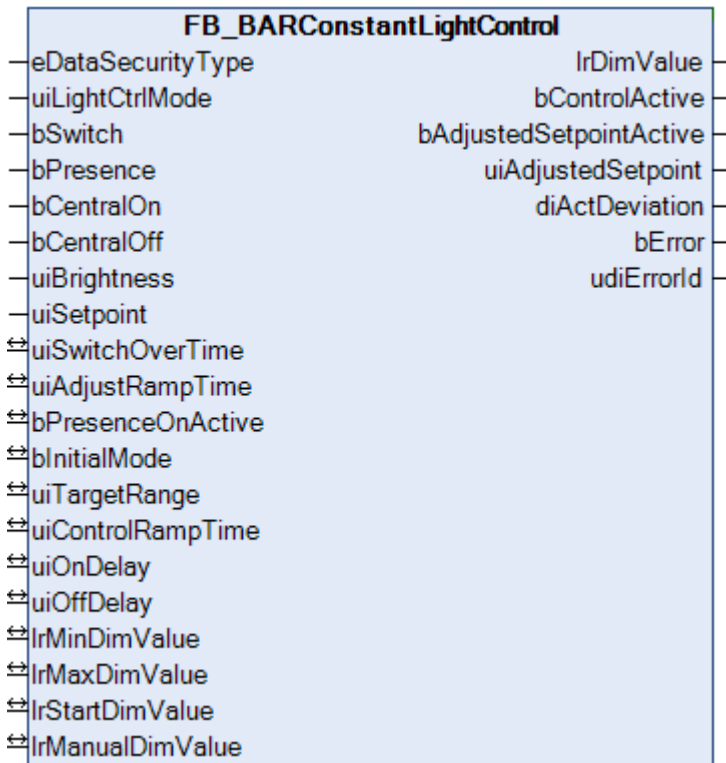 FB_BARConstantLightControl
eDataSecurityType lrDimValue
uiLightCtrlMode bControlActive
bSwitch bAdjustedSetpointActive
bPresence uiAdjustedSetpoint
bCentralOn diActDeviation
bCentralOff bError
uiBrightness udiErrorId
uiSetpoint
uiSwitchOverTime
uiAdjustRampTime
bPresenceOnActive
bInitialMode
uiTargetRange
uiControlRampTime
uiOnDelay
uiOffDelay
lrMinDimValue
lrMaxDimValue
lrStartDimValue
lrManualDimValue